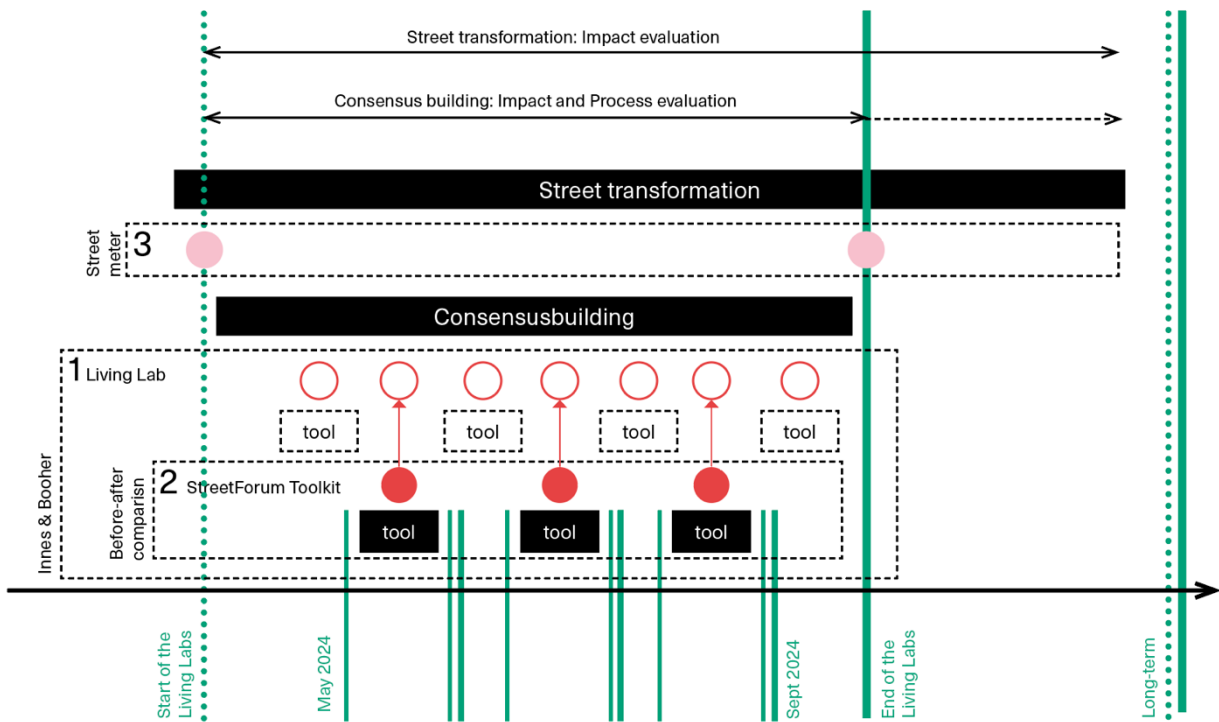 Street transformation: Impact evaluation
Consensus building: Impact and Process evaluation
Street transformation
Street
meter
3
Consensusbuilding
1 Living Lab
tool
tool
tool
tool
Innes & Booher
Before-after
comparisn
2 StreetForum Toolkit
tool
tool
tool
Start of the
Living Labs
May 2024
Sept 2024
End of the
Living Labs
Long-term